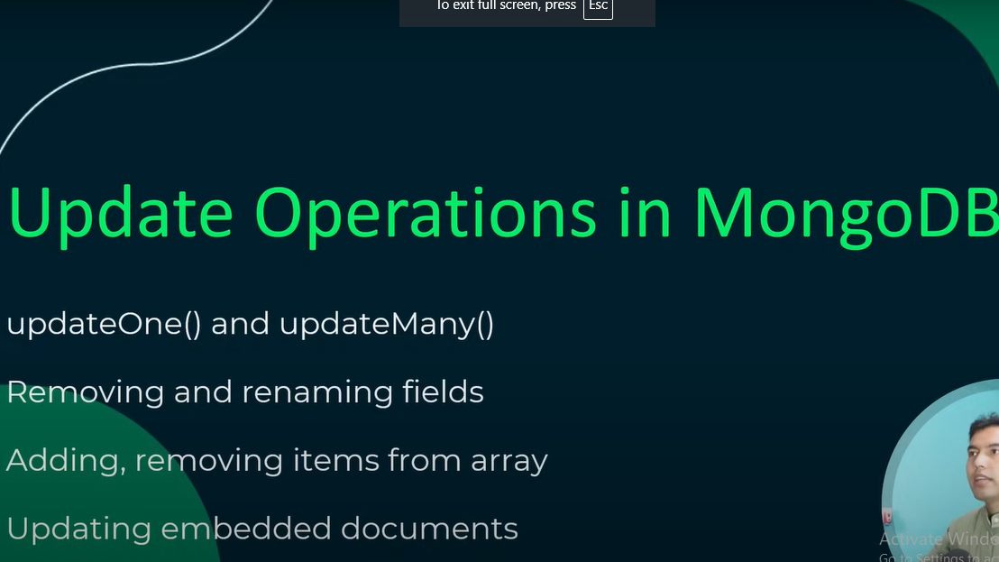 To exit full screen, press Esc
Update Operations in MongoDB
updateOne() and updateMany()
Removing and renaming fields
Adding, removing items from array
Updating embedded documents
Activate Windo
Go to Settings to ac